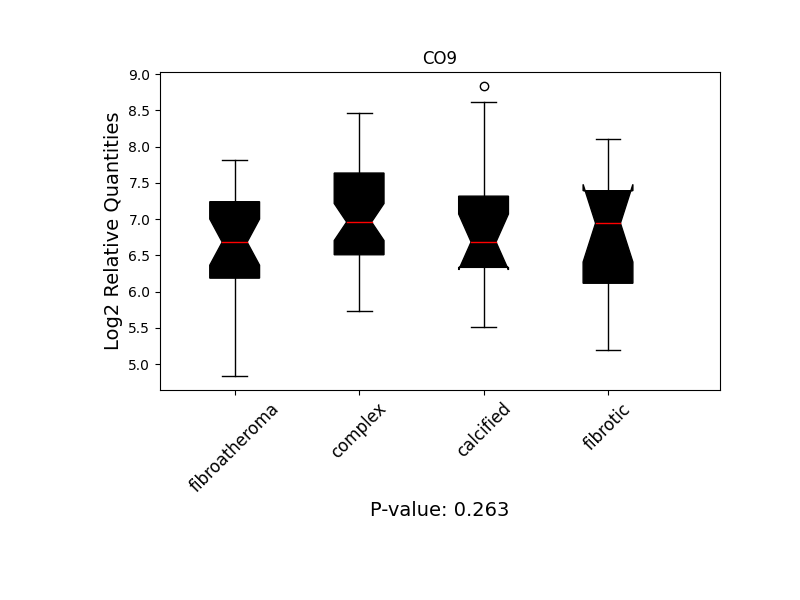 CO9
9.0
8.5
8.0
7.5
7.0
6.5
6.0
5.5
5.0
Log2 Relative Quantities
fibroatheroma
complex
calcified
fibrotic
P-value: 0.263